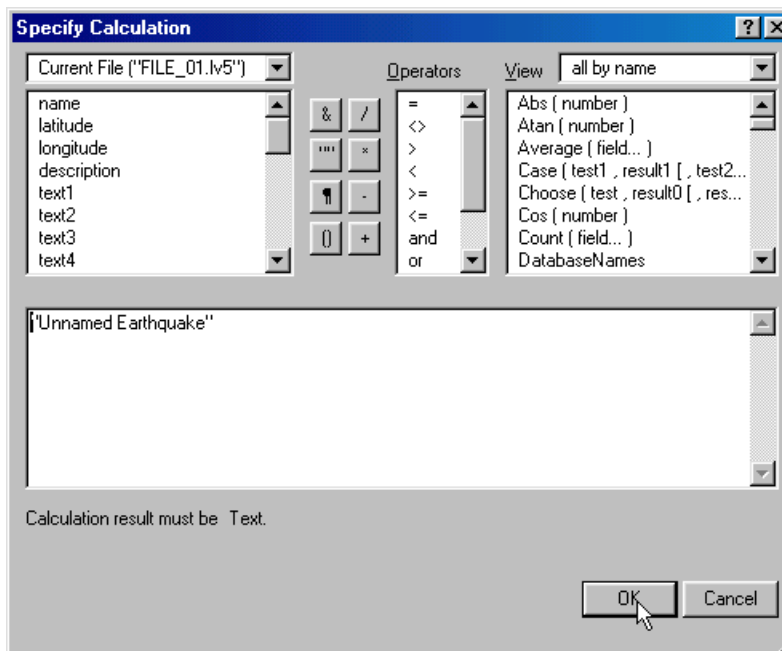 Specify Calculation
? X
Current File ("FILE_01.lv5")
Operators
View
all by name
name
latitude
longitude
description
text1
text2
text3
text4
& /
"" *
¶ -
() +
=
<>
>
<
>=
<=
and
or
Abs ( number )
Atan ( number )
Average ( field... )
Case ( test1 , result1 [ , test2...
Choose ( test , result0 [ , res...
Cos ( number )
Count ( field... )
DatabaseNames
"Unnamed Earthquake"
Calculation result must be Text.
OK
Cancel